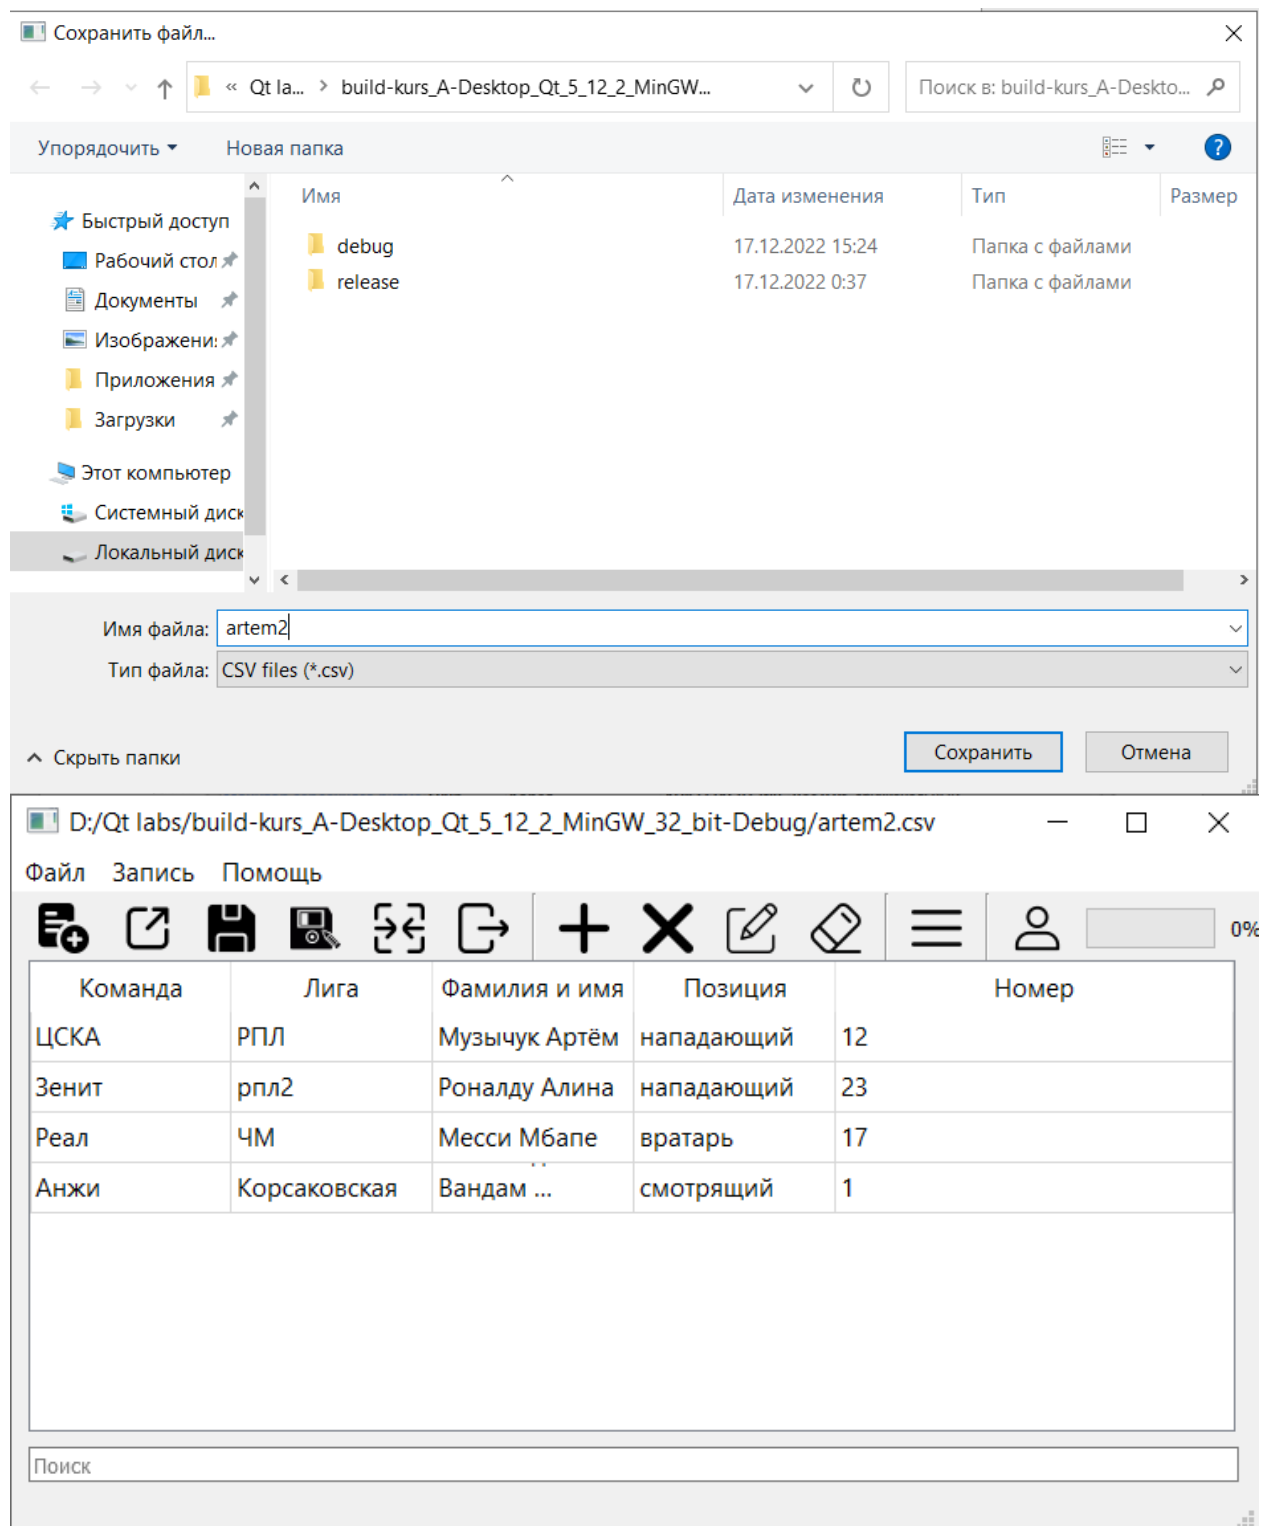 Сохранить файл...
« Qt la... > build-kurs_A-Desktop_Qt_5_12_2_MinGW...
Поиск в: build-kurs_A-Deskto...
Упорядочить
Новая папка
Имя
Дата изменения
Тип
Размер
Быстрый доступ
debug
17.12.2022 15:24
Папка с файлами
Рабочий стол
release
17.12.2022 0:37
Папка с файлами
Документы
Изображени:
Приложения
Загрузки
Этот компьютер
Системный диск
Локальный диск
Имя файла: artem2
Тип файла: CSV files (*.csv)
Скрыть папки
Сохранить
Отмена
D:/Qt labs/build-kurs_A-Desktop_Qt_5_12_2_MinGW_32_bit-Debug/artem2.csv
Файл Запись Помощь
0%
Команда Лига Фамилия и имя Позиция Номер
ЦСКА РПЛ Музычук Артём нападающий 12
Зенит рпл2 Роналду Алина нападающий 23
Реал ЧМ Месси Мбапе вратарь 17
Анжи Корсаковская Вандам ... смотрящий 1
Поиск